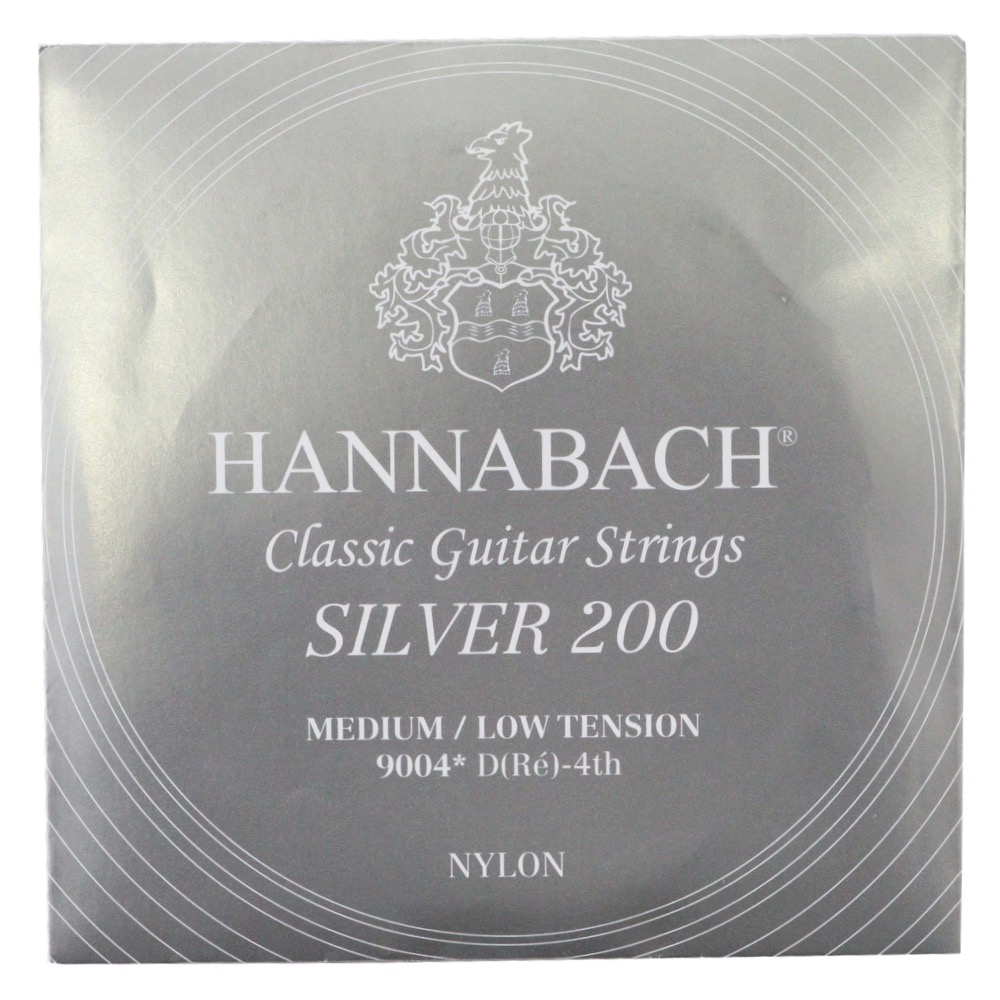 HANNABACH®
Classic Guitar Strings
SILVER 200
MEDIUM / LOW TENSION
9004* D(Ré)-4th
NYLON